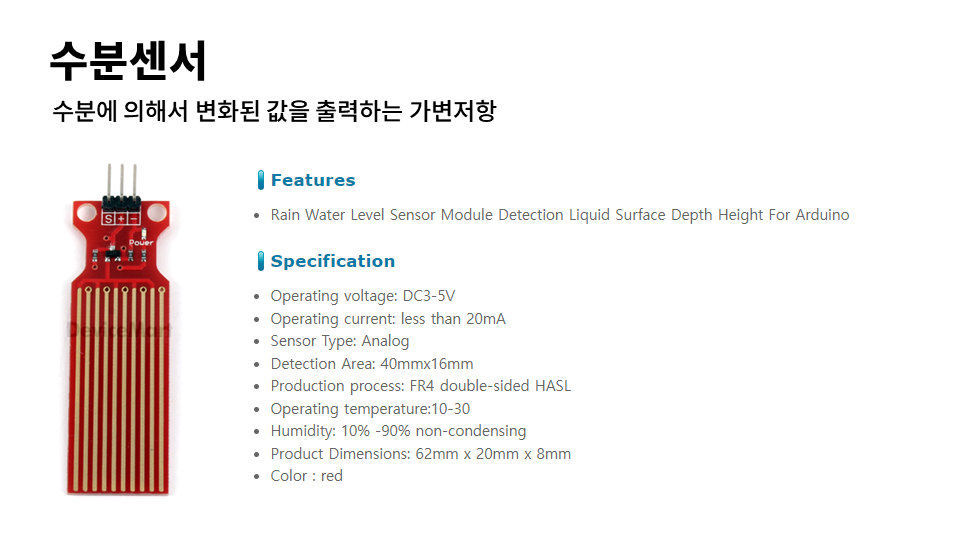 수분센서
수분에 의해서 변화된 값을 출력하는 가변저항
Features
Rain Water Level Sensor Module Detection Liquid Surface Depth Height For Arduino
Specification
Operating voltage: DC3-5V
Operating current: less than 20mA
Sensor Type: Analog
Detection Area: 40mmx16mm
Production process: FR4 double-sided HASL
Operating temperature:10-30
Humidity: 10% -90% non-condensing
Product Dimensions: 62mm x 20mm x 8mm
Color : red
S + -
Power
DeviceMart